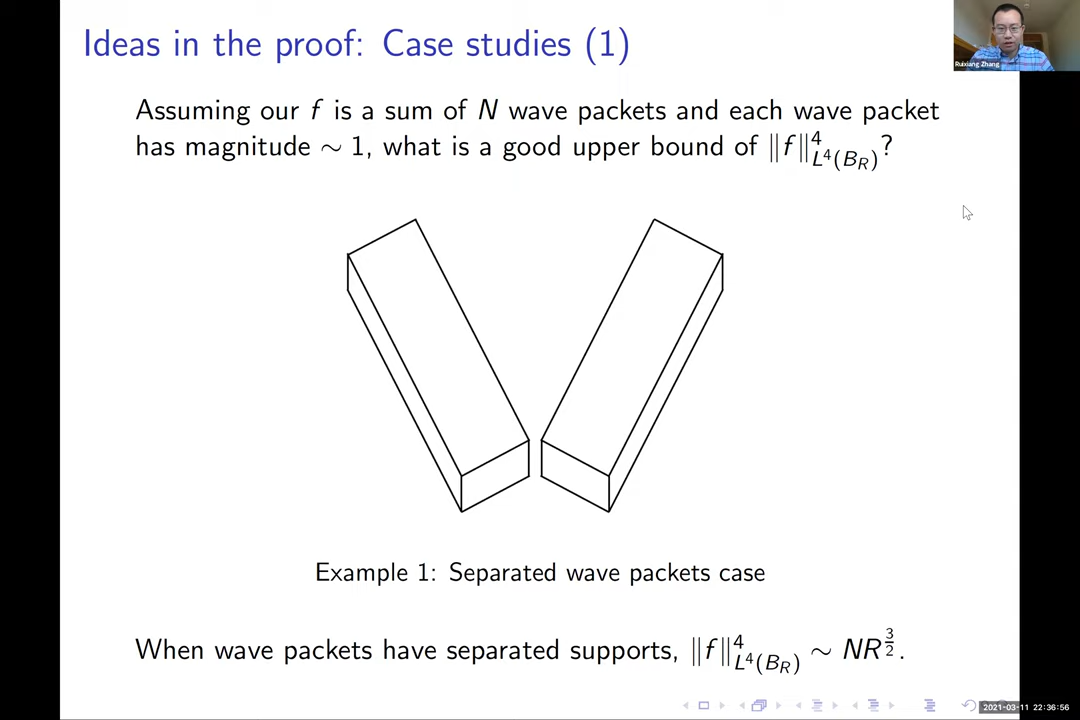 Ideas in the proof: Case studies (1)
Ruixiang Zhang
Assuming our f is a sum of N wave packets and each wave packet
has magnitude ∼ 1, what is a good upper bound of ‖f‖⁴_{L⁴(B_R)}?
Example 1: Separated wave packets case
When wave packets have separated supports, ‖f‖⁴_{L⁴(B_R)} ∼ NR^{3/2}.
2021-03-11 22:36:56